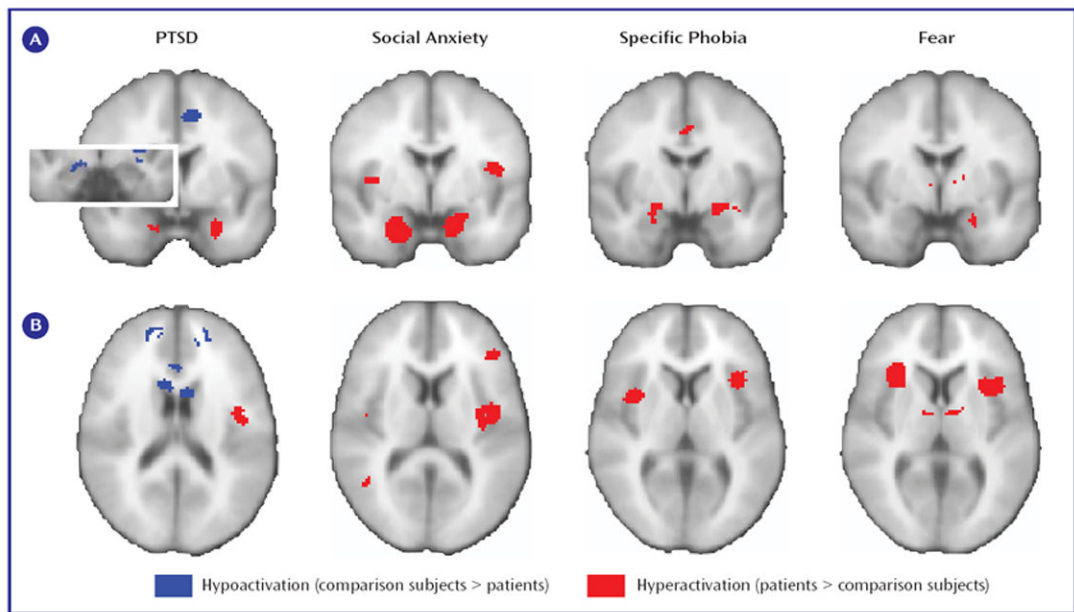 A
PTSD
Social Anxiety
Specific Phobia
Fear
B
Hypoactivation (comparison subjects > patients)
Hyperactivation (patients > comparison subjects)